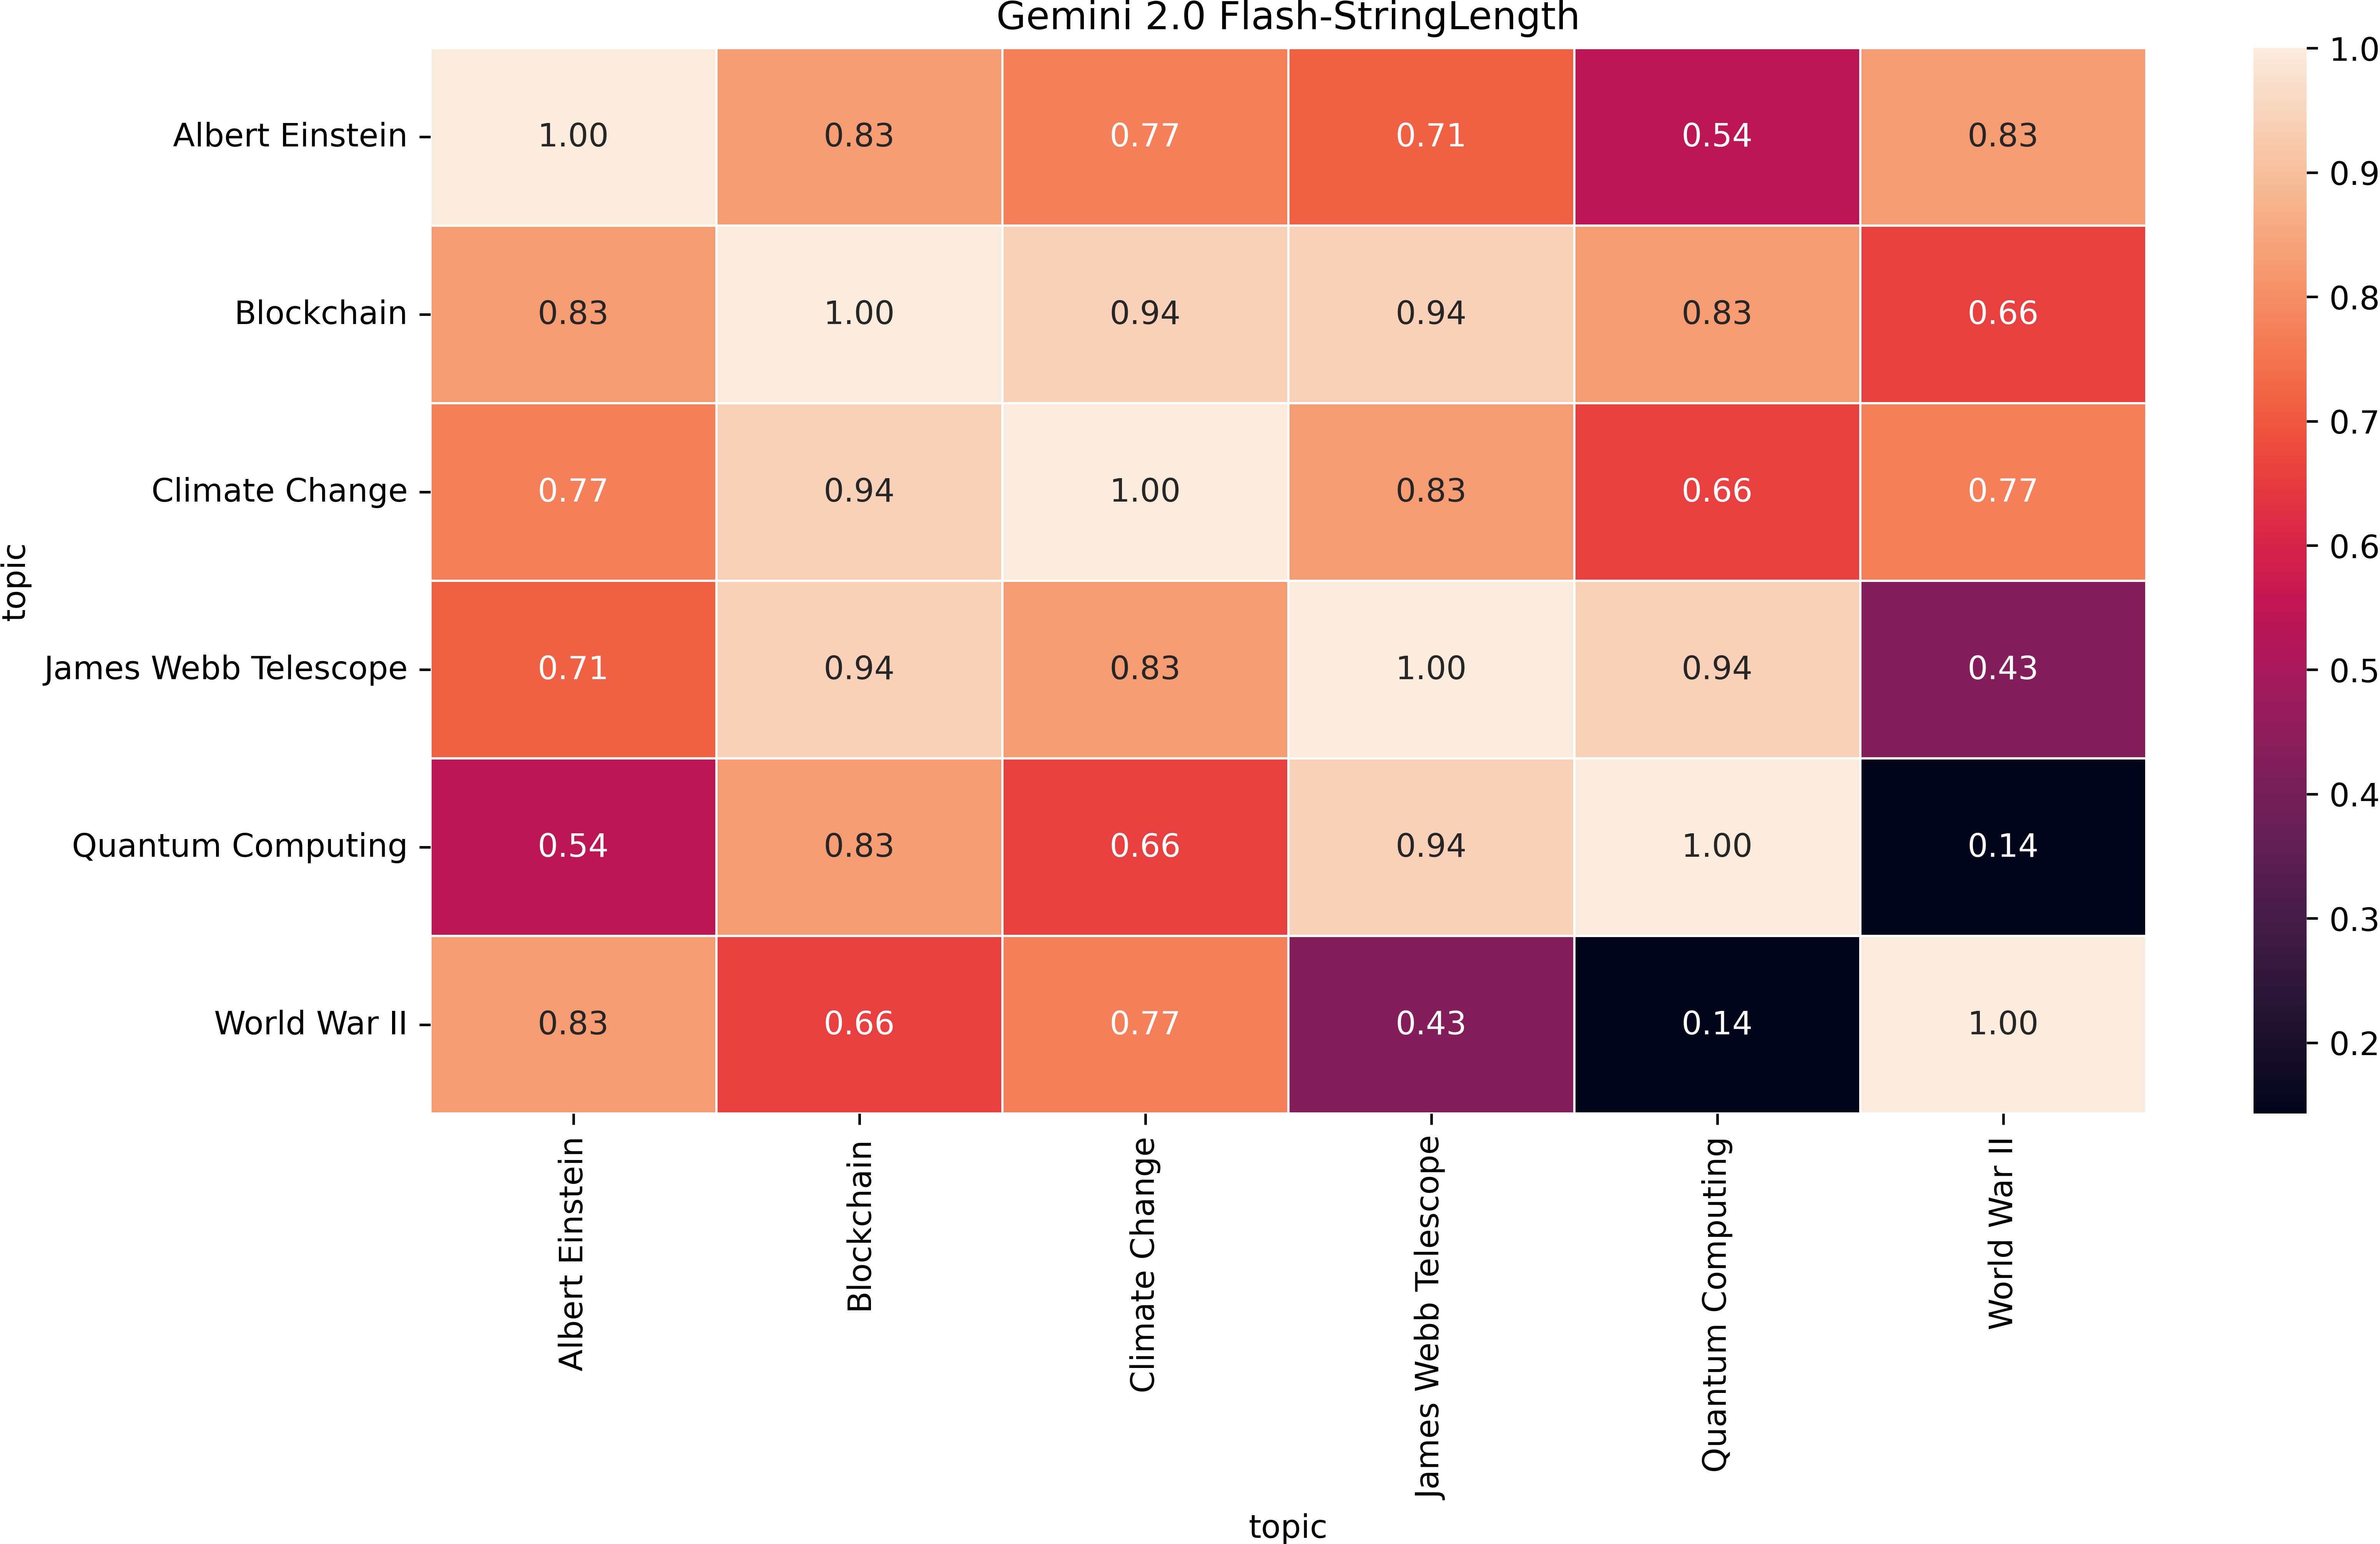 Gemini 2.0 Flash-StringLength
topic
Albert Einstein 1.00 0.83 0.77 0.71 0.54 0.83
Blockchain 0.83 1.00 0.94 0.94 0.83 0.66
Climate Change 0.77 0.94 1.00 0.83 0.66 0.77
James Webb Telescope 0.71 0.94 0.83 1.00 0.94 0.43
Quantum Computing 0.54 0.83 0.66 0.94 1.00 0.14
World War II 0.83 0.66 0.77 0.43 0.14 1.00
Albert Einstein
Blockchain
Climate Change
James Webb Telescope
Quantum Computing
World War II
topic
1.0
0.9
0.8
0.7
0.6
0.5
0.4
0.3
0.2